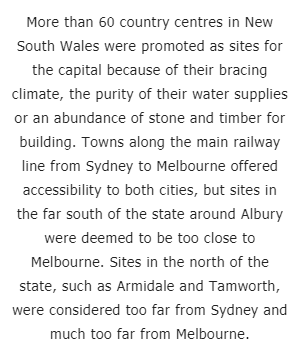 More than 60 country centres in New
South Wales were promoted as sites for
the capital because of their bracing
climate, the purity of their water supplies
or an abundance of stone and timber for
building. Towns along the main railway
line from Sydney to Melbourne offered
accessibility to both cities, but sites in
the far south of the state around Albury
were deemed to be too close to
Melbourne. Sites in the north of the
state, such as Armidale and Tamworth,
were considered too far from Sydney and
much too far from Melbourne.